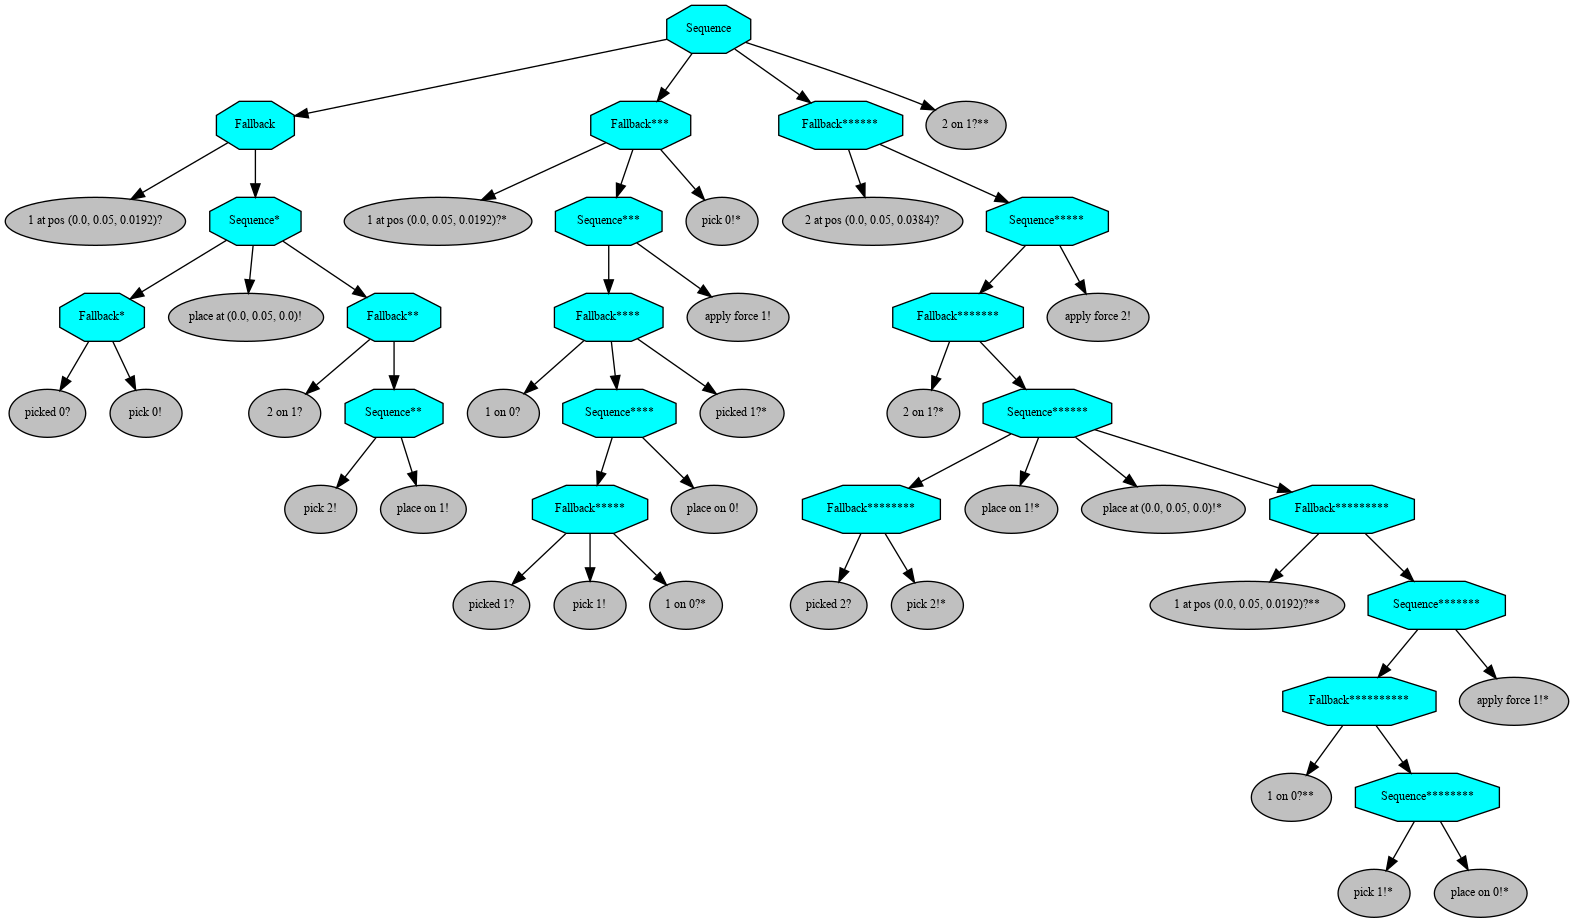 Sequence
Fallback
Fallback***
Fallback******
2 on 1?**
1 at pos (0.0, 0.05, 0.0192)?
Sequence*
1 at pos (0.0, 0.05, 0.0192)?*
Sequence***
pick 0!*
2 at pos (0.0, 0.05, 0.0384)?
Sequence*****
Fallback*
place at (0.0, 0.05, 0.0)!
Fallback**
Fallback****
apply force 1!
Fallback*******
apply force 2!
picked 0?
pick 0!
2 on 1?
Sequence**
1 on 0?
Sequence****
picked 1?*
2 on 1?*
Sequence******
pick 2!
place on 1!
Fallback*****
place on 0!
Fallback********
place on 1!*
place at (0.0, 0.05, 0.0)!*
Fallback*********
picked 1?
pick 1!
1 on 0?*
picked 2?
pick 2!*
1 at pos (0.0, 0.05, 0.0192)?**
Sequence*******
Fallback**********
apply force 1!*
1 on 0?**
Sequence********
pick 1!*
place on 0!*